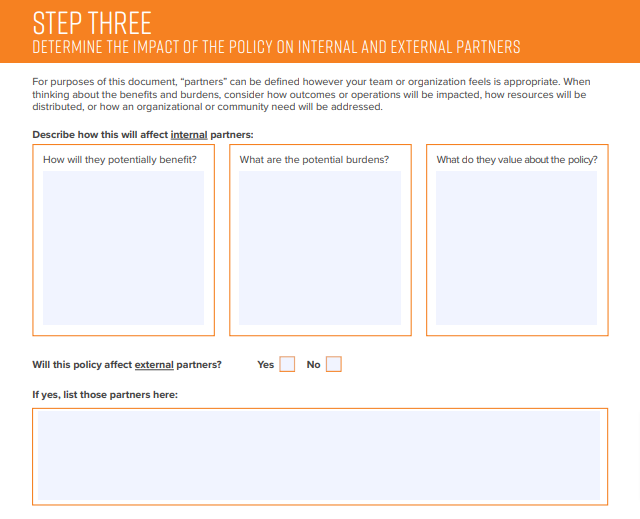 STEP THREE
DETERMINE THE IMPACT OF THE POLICY ON INTERNAL AND EXTERNAL PARTNERS
For purposes of this document, “partners” can be defined however your team or organization feels is appropriate. When
thinking about the benefits and burdens, consider how outcomes or operations will be impacted, how resources will be
distributed, or how an organizational or community need will be addressed.
Describe how this will affect internal partners:
How will they potentially benefit?
What are the potential burdens?
What do they value about the policy?
Will this policy affect external partners? Yes No
If yes, list those partners here: